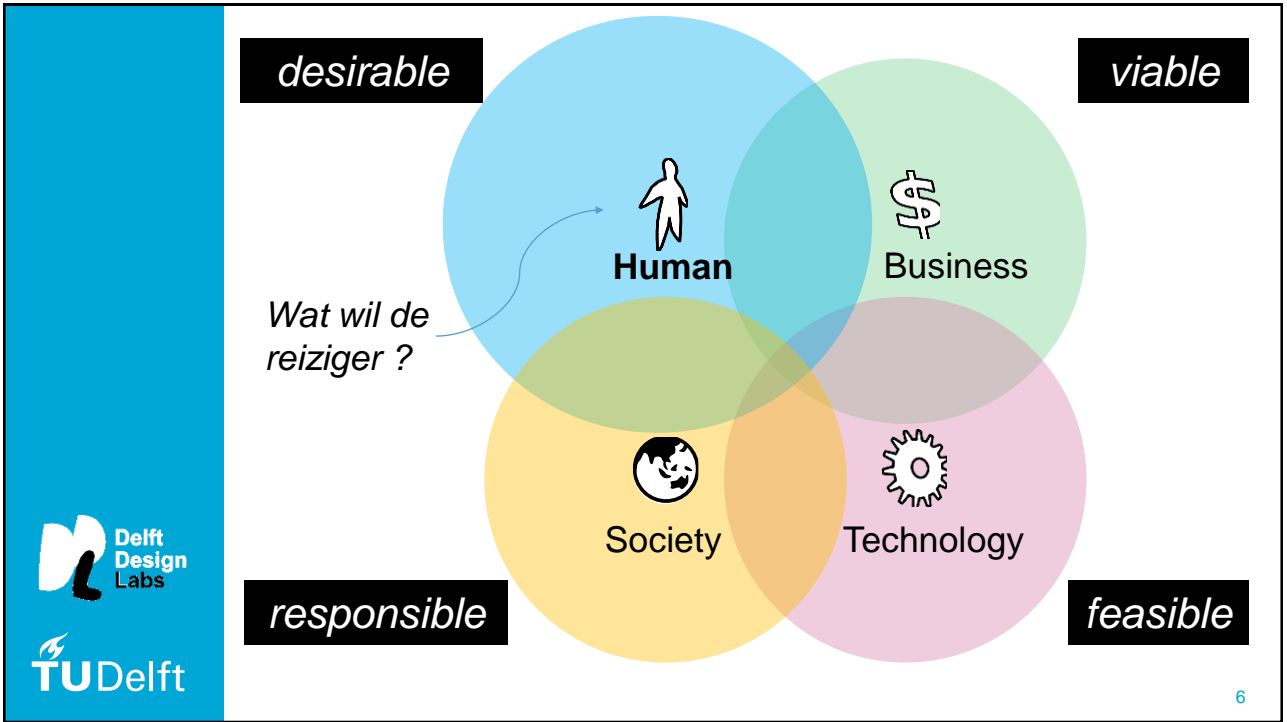 desirable
viable
$
Human
Business
Wat wil de
reiziger ?
Society
Technology
responsible
feasible
Delft
Design
Labs
TUDelft
6